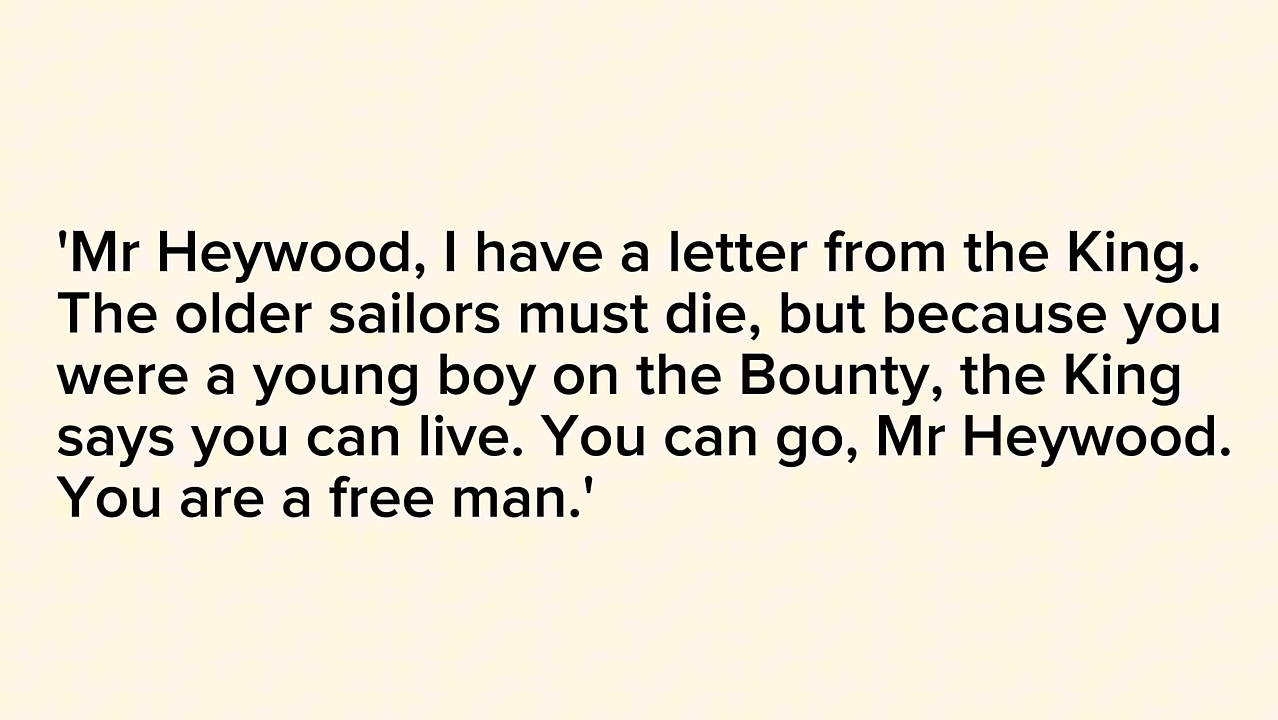 'Mr Heywood, I have a letter from the King.
The older sailors must die, but because you
were a young boy on the Bounty, the King
says you can live. You can go, Mr Heywood.
You are a free man.'